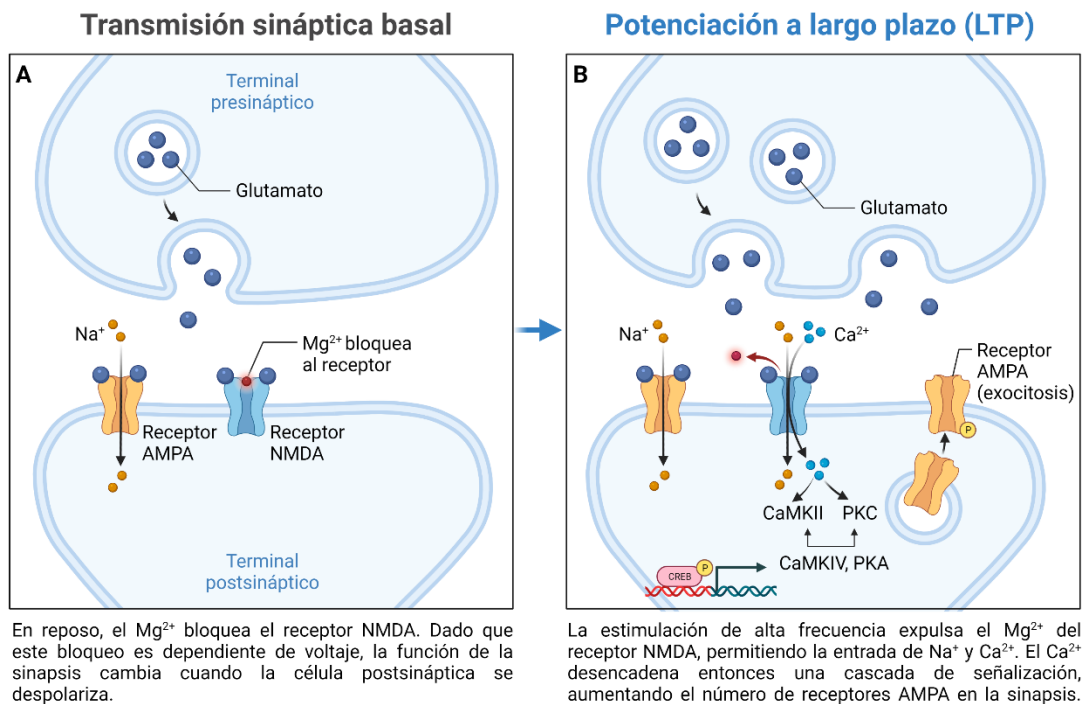 Transmisión sináptica basal
A
Terminal
presináptico
Glutamato
Na⁺
Mg²⁺ bloquea
al receptor
Receptor
AMPA
Receptor
NMDA
Terminal
postsináptico
En reposo, el Mg²⁺ bloquea el receptor NMDA. Dado que
este bloqueo es dependiente de voltaje, la función de la
sinapsis cambia cuando la célula postsináptica se
despolariza.
Potenciación a largo plazo (LTP)
B
Glutamato
Na⁺
Ca²⁺
Receptor
AMPA
(exocitosis)
P
CaMKII
PKC
CaMKIV, PKA
P
CREB
La estimulación de alta frecuencia expulsa el Mg²⁺ del
receptor NMDA, permitiendo la entrada de Na⁺ y Ca²⁺. El Ca²⁺
desencadena entonces una cascada de señalización,
aumentando el número de receptores AMPA en la sinapsis.